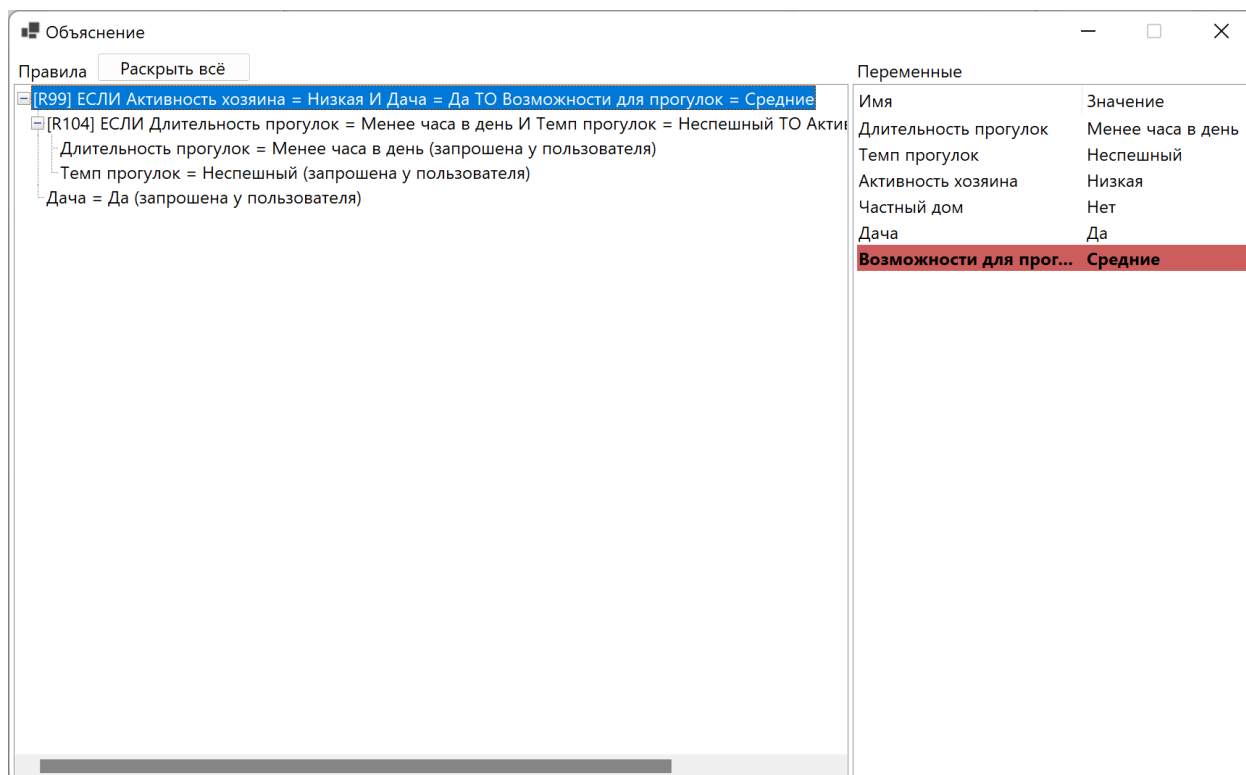 Объяснение
Правила Раскрыть всё
[R99] ЕСЛИ Активность хозяина = Низкая И Дача = Да ТО Возможности для прогулок = Средние
[R104] ЕСЛИ Длительность прогулок = Менее часа в день И Темп прогулок = Неспешный ТО
Длительность прогулок = Менее часа в день (запрошена у пользователя)
Темп прогулок = Неспешный (запрошена у пользователя)
Дача = Да (запрошена у пользователя)
Переменные
Имя Значение
Длительность прогулок Менее часа в день
Темп прогулок Неспешный
Активность хозяина Низкая
Частный дом Нет
Дача Да
Возможности для прог... Средние